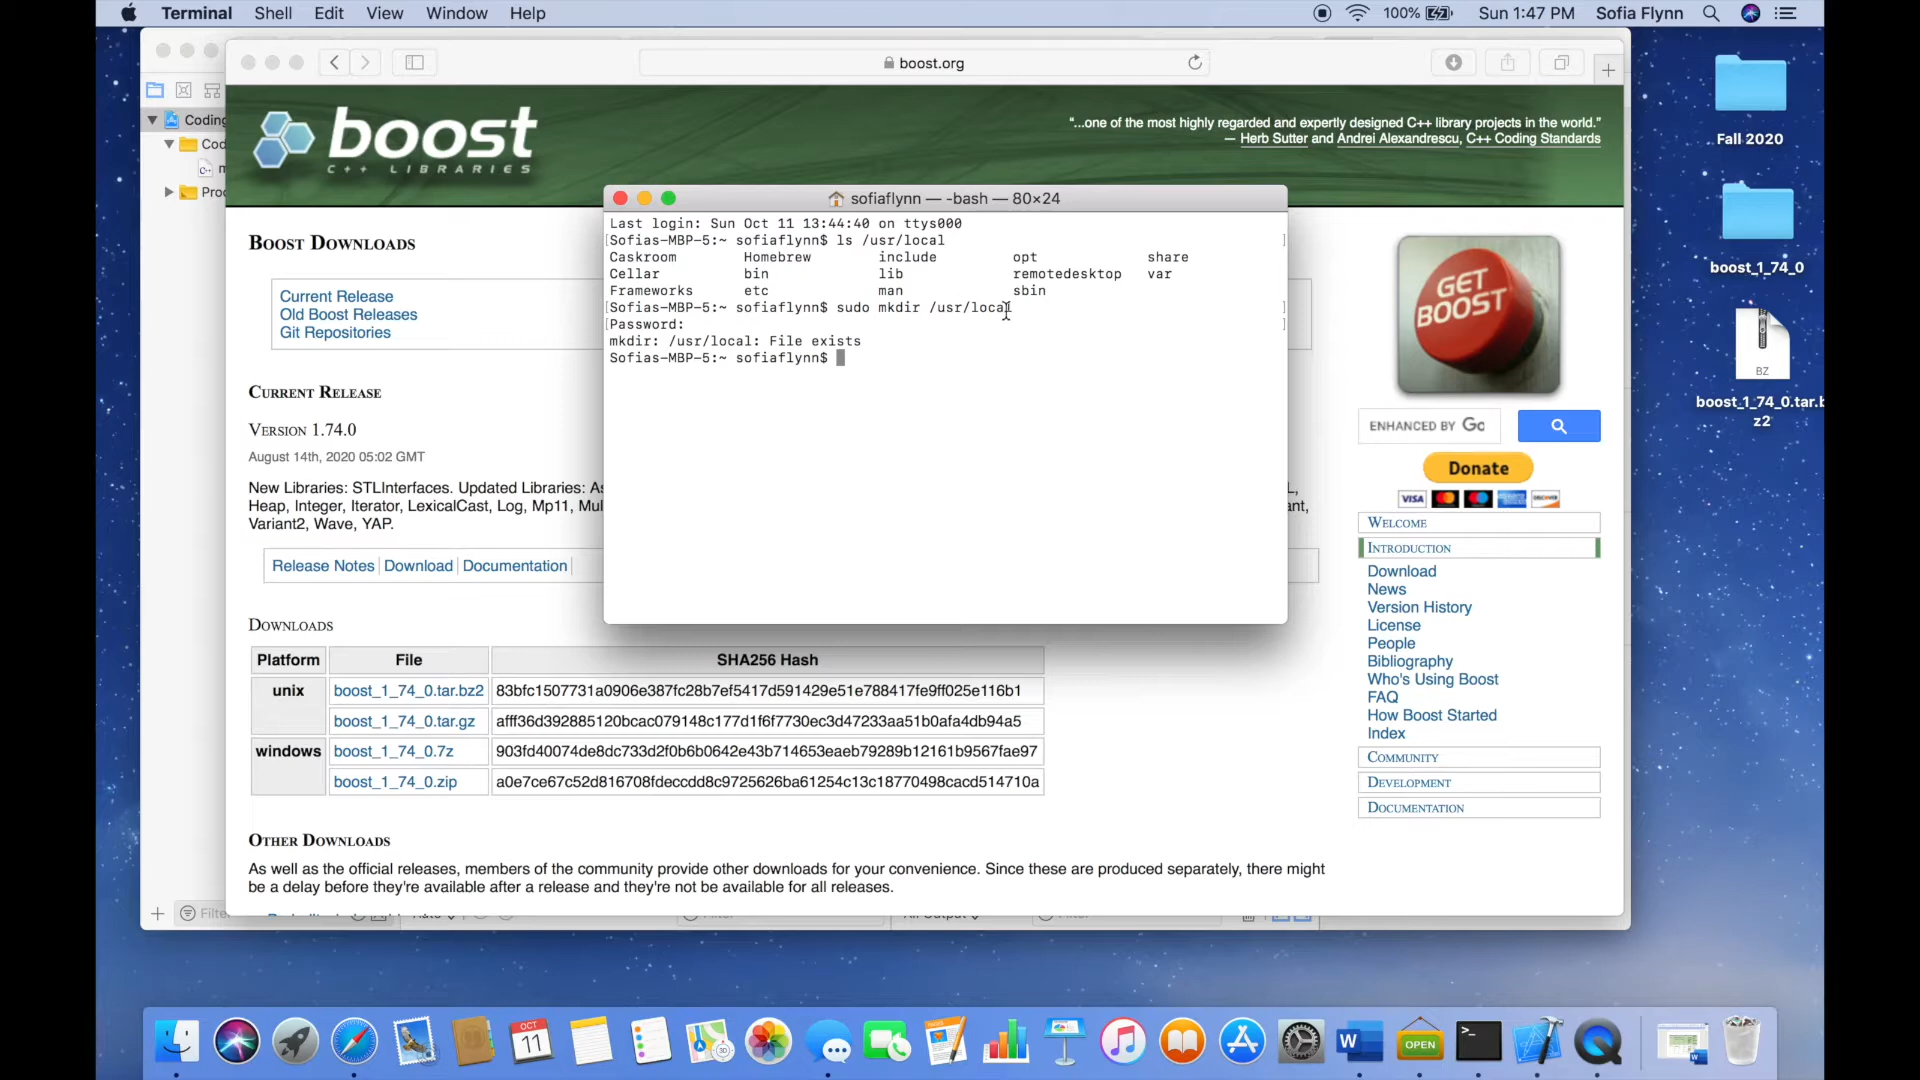 Terminal Shell Edit View Window Help 100% Sun 1:47 PM Sofia Flynn
boost.org
Coding
boost
C++ LIBRARIES
“...one of the most highly regarded and expertly designed C++ library projects in the world.”
— Herb Sutter and Andrei Alexandrescu, C++ Coding Standards
Fall 2020
boost_1_74_0
BZ
boost_1_74_0.tar.b
z2
sofiaflynn — -bash — 80×24
Last login: Sun Oct 11 13:44:40 on ttys000
[Sofias-MBP-5:~ sofiaflynn$ ls /usr/local ]
Caskroom Homebrew include opt share
Cellar bin lib remotedesktop var
Frameworks etc man sbin
[Sofias-MBP-5:~ sofiaflynn$ sudo mkdir /usr/local ]
[Password: ]
mkdir: /usr/local: File exists
Sofias-MBP-5:~ sofiaflynn$
BOOST DOWNLOADS
Current Release
Old Boost Releases
Git Repositories
CURRENT RELEASE
VERSION 1.74.0
August 14th, 2020 05:02 GMT
New Libraries: STLInterfaces. Updated Libraries:
Heap, Integer, Iterator, LexicalCast, Log, Mp11,
Variant2, Wave, YAP.
Release Notes Download Documentation
DOWNLOADS
Platform File SHA256 Hash
unix boost_1_74_0.tar.bz2 83bfc1507731a0906e387fc28b7ef5417d591429e51e788417fe9ff025e116b1
boost_1_74_0.tar.gz afff36d392885120bcac079148c177d1f6f7730ec3d47233aa51b0afa4db94a5
windows boost_1_74_0.7z 903fd40074de8dc733d2f0b6b0642e43b714653eaeb79289b12161b9567fae97
boost_1_74_0.zip a0e7ce67c52d816708fdeccdd8c9725626ba61254c13c18770498cacd514710a
OTHER DOWNLOADS
As well as the official releases, members of the community provide other downloads for your convenience. Since these are produced separately, there might
be a delay before they're available after a release and they're not be available for all releases.
GET
BOOST
ENHANCED BY
Donate
VISA
WELCOME
INTRODUCTION
Download
News
Version History
License
People
Bibliography
Who's Using Boost
FAQ
How Boost Started
Index
COMMUNITY
DEVELOPMENT
DOCUMENTATION
OCT
11
OPEN